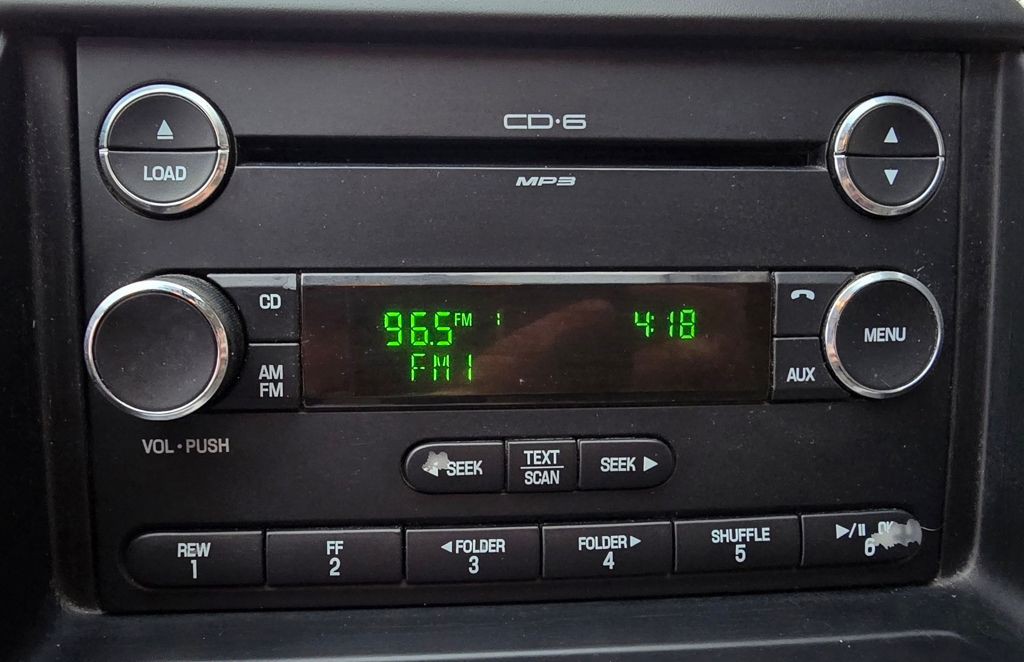 CD·6
LOAD
MP3
CD
96.5 FM 1
4:18
MENU
AM
FM
FM1
AUX
VOL·PUSH
SEEK
TEXT
SCAN
SEEK
REW
1
FF
2
FOLDER
3
FOLDER
4
SHUFFLE
5
OK
6